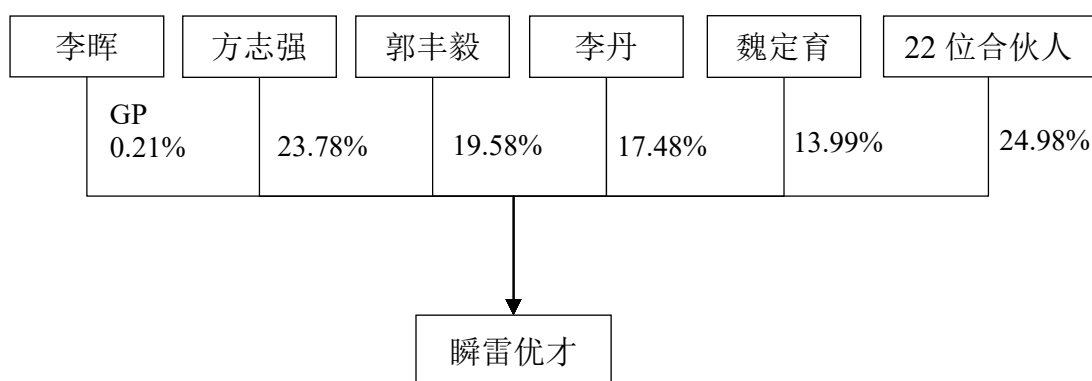 李晖
方志强
郭丰毅
李丹
魏定育
22 位合伙人
GP
0.21%
23.78%
19.58%
17.48%
13.99%
24.98%
瞬雷优才